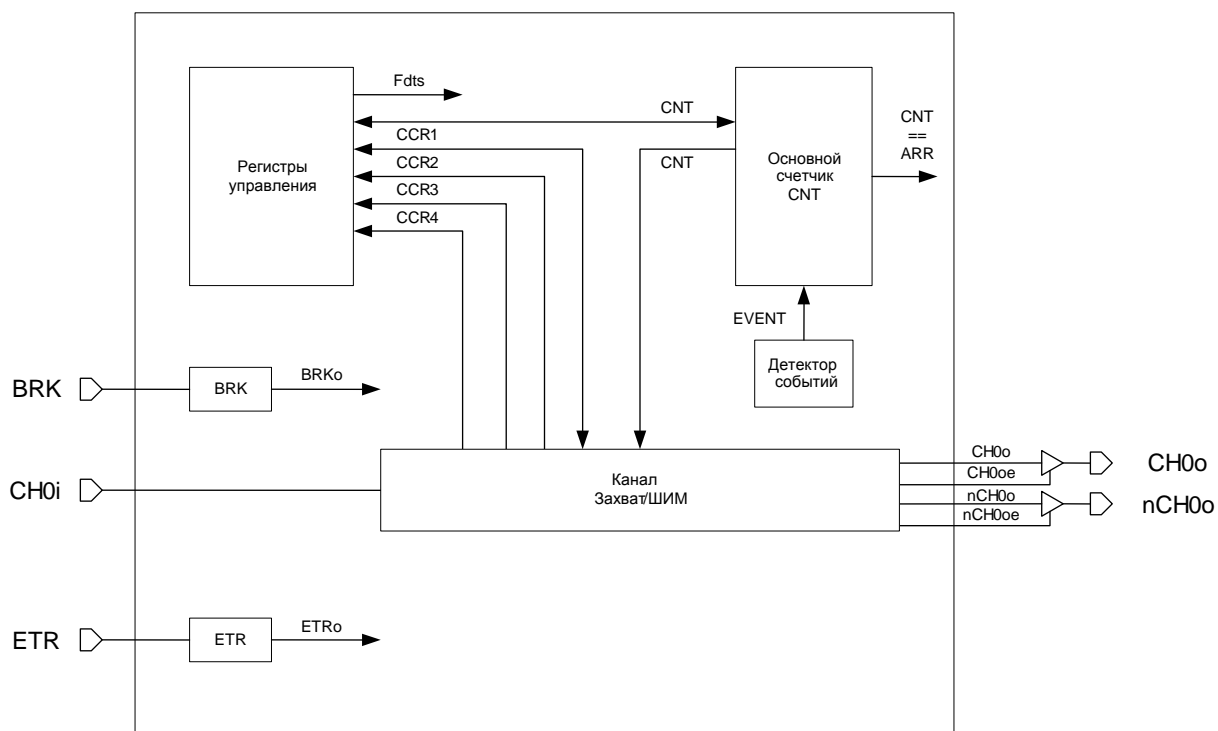 Fdts
CNT
CCR1
CCR2
CCR3
CCR4
Регистры
управления
CNT
Основной
счетчик
CNT
CNT
==
ARR
EVENT
Детектор
событий
BRK
BRK
BRKo
CH0i
Канал
Захват/ШИМ
CH0o
CH0oe
nCH0o
nCH0oe
CH0o
nCH0o
ETR
ETR
ETRo